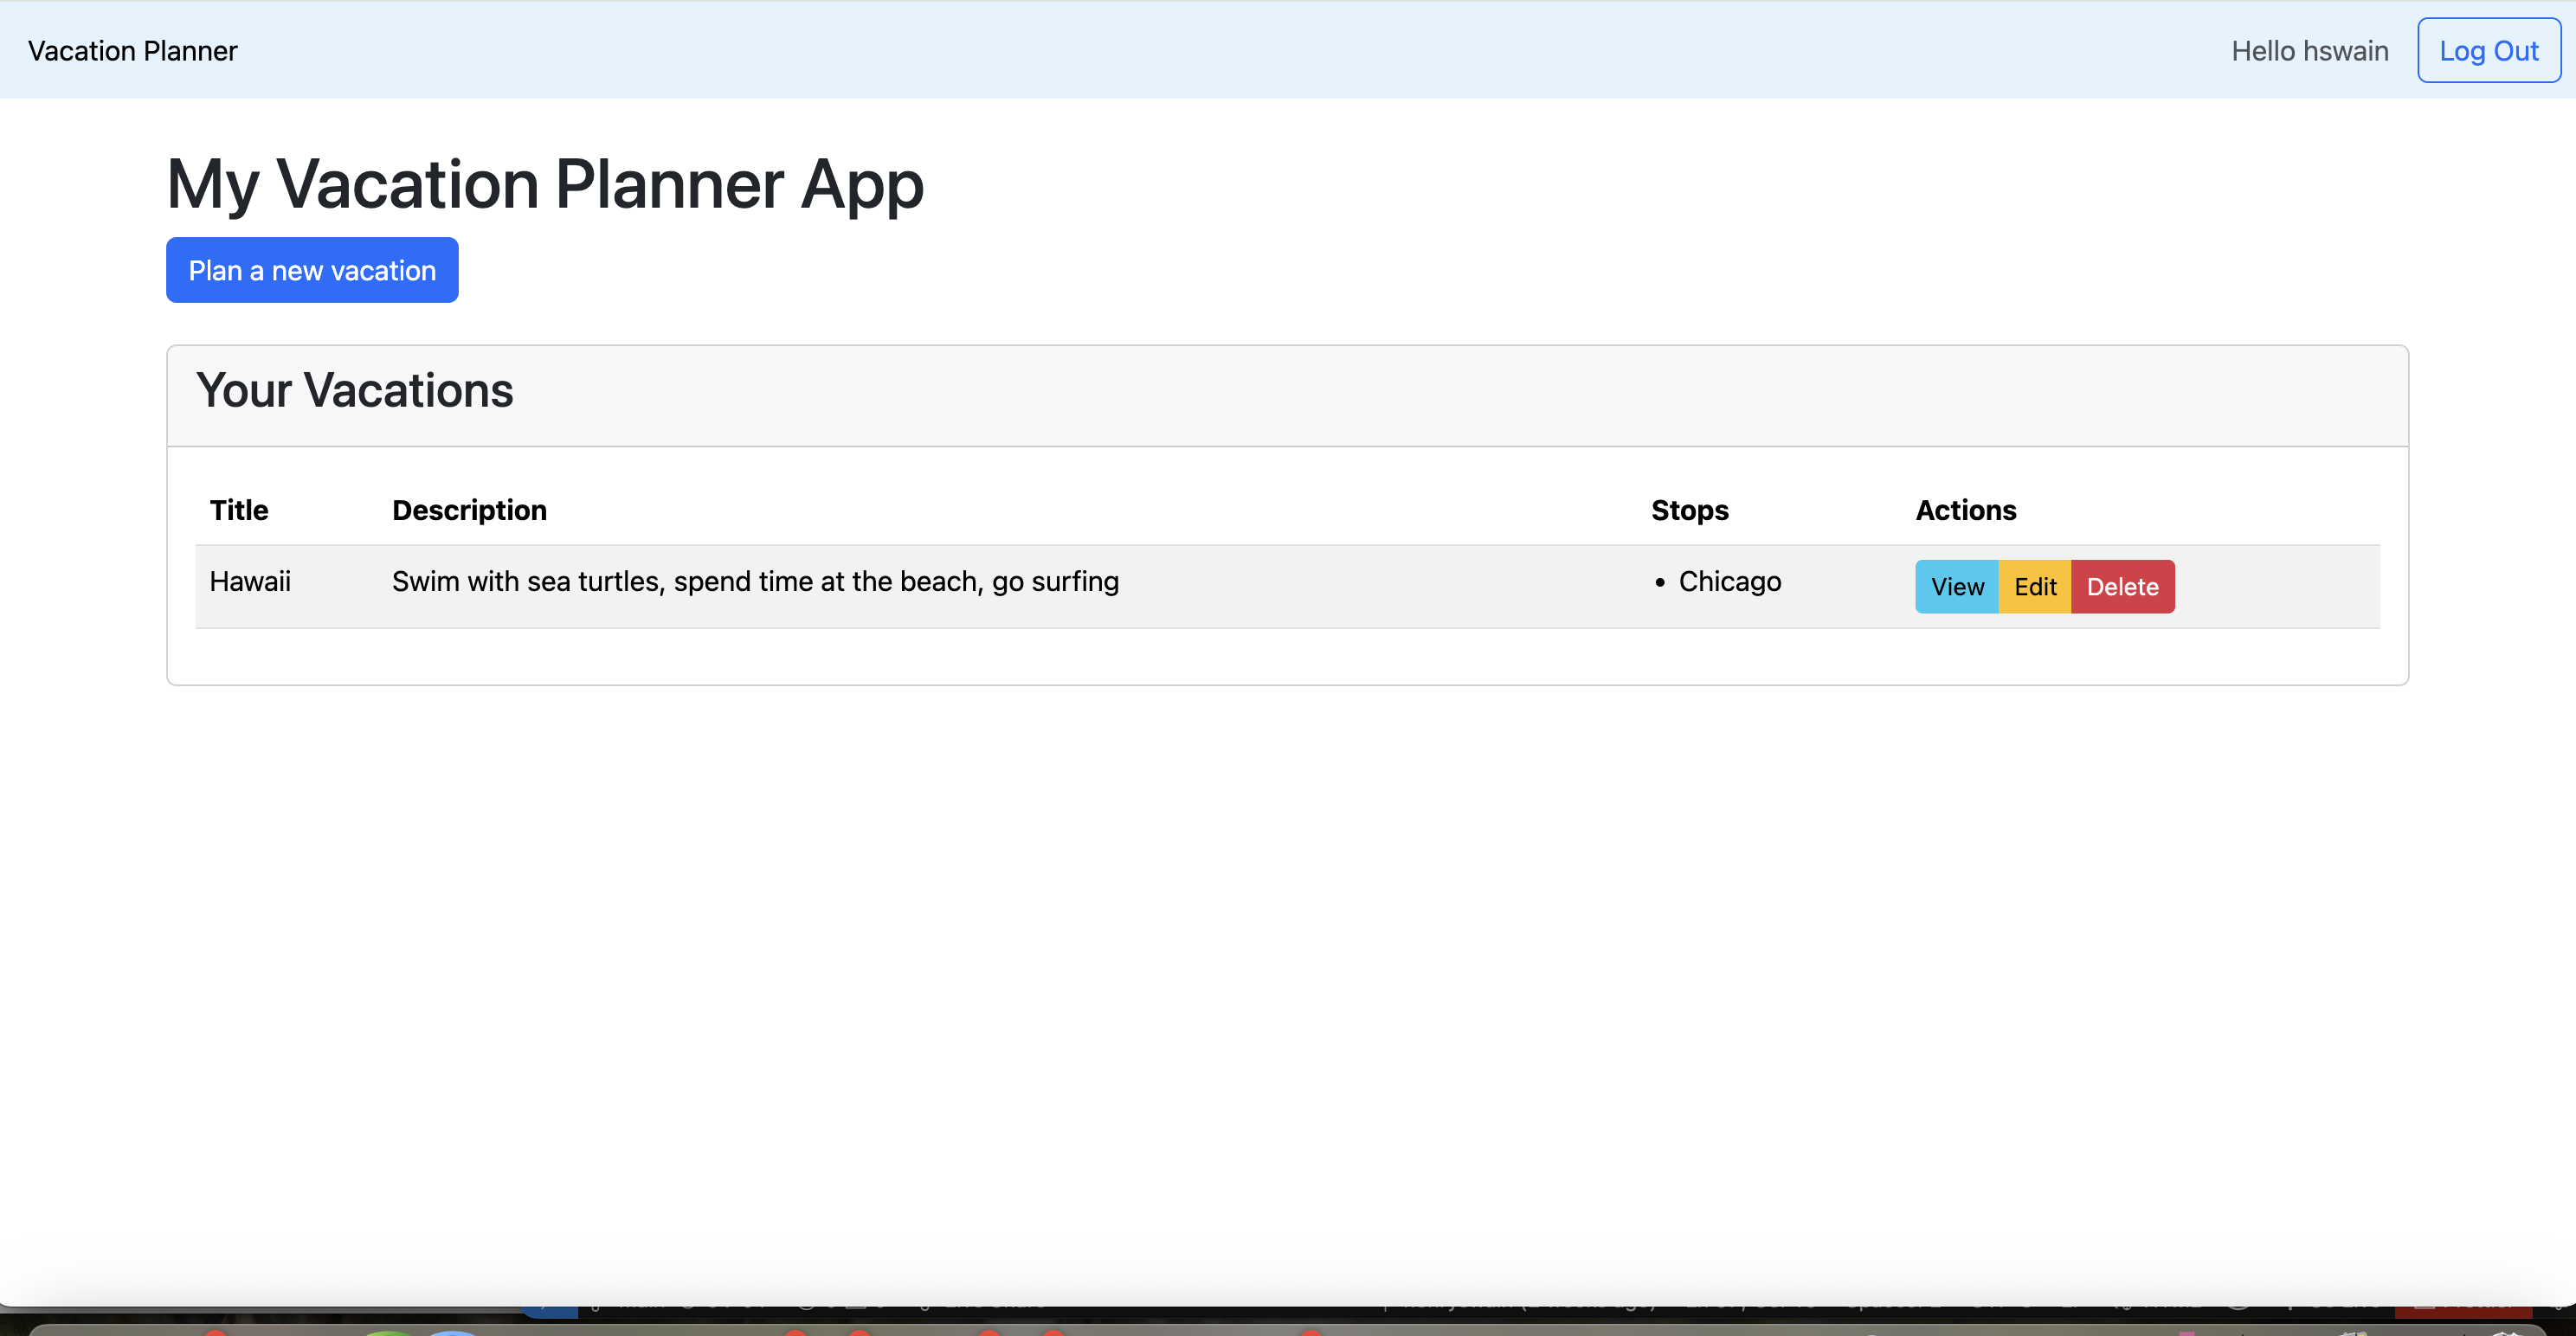 Vacation Planner
Hello hswain
Log Out
My Vacation Planner App
Plan a new vacation
Your Vacations
Title Description Stops Actions
Hawaii Swim with sea turtles, spend time at the beach, go surfing • Chicago View Edit Delete